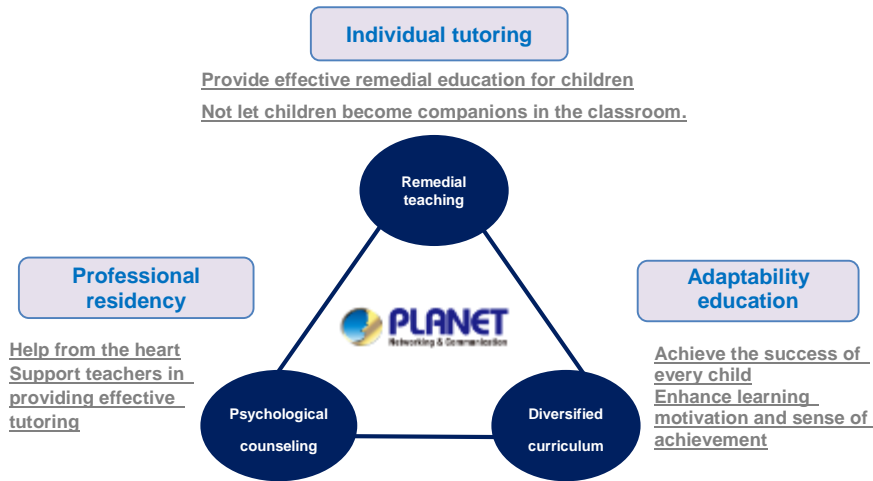 Individual tutoring
Provide effective remedial education for children
Not let children become companions in the classroom.
Remedial
teaching
Professional
residency
Help from the heart
Support teachers in
providing effective
tutoring
PLANET
Networking & Communication
Adaptability
education
Achieve the success of
every child
Enhance learning
motivation and sense of
achievement
Psychological
counseling
Diversified
curriculum